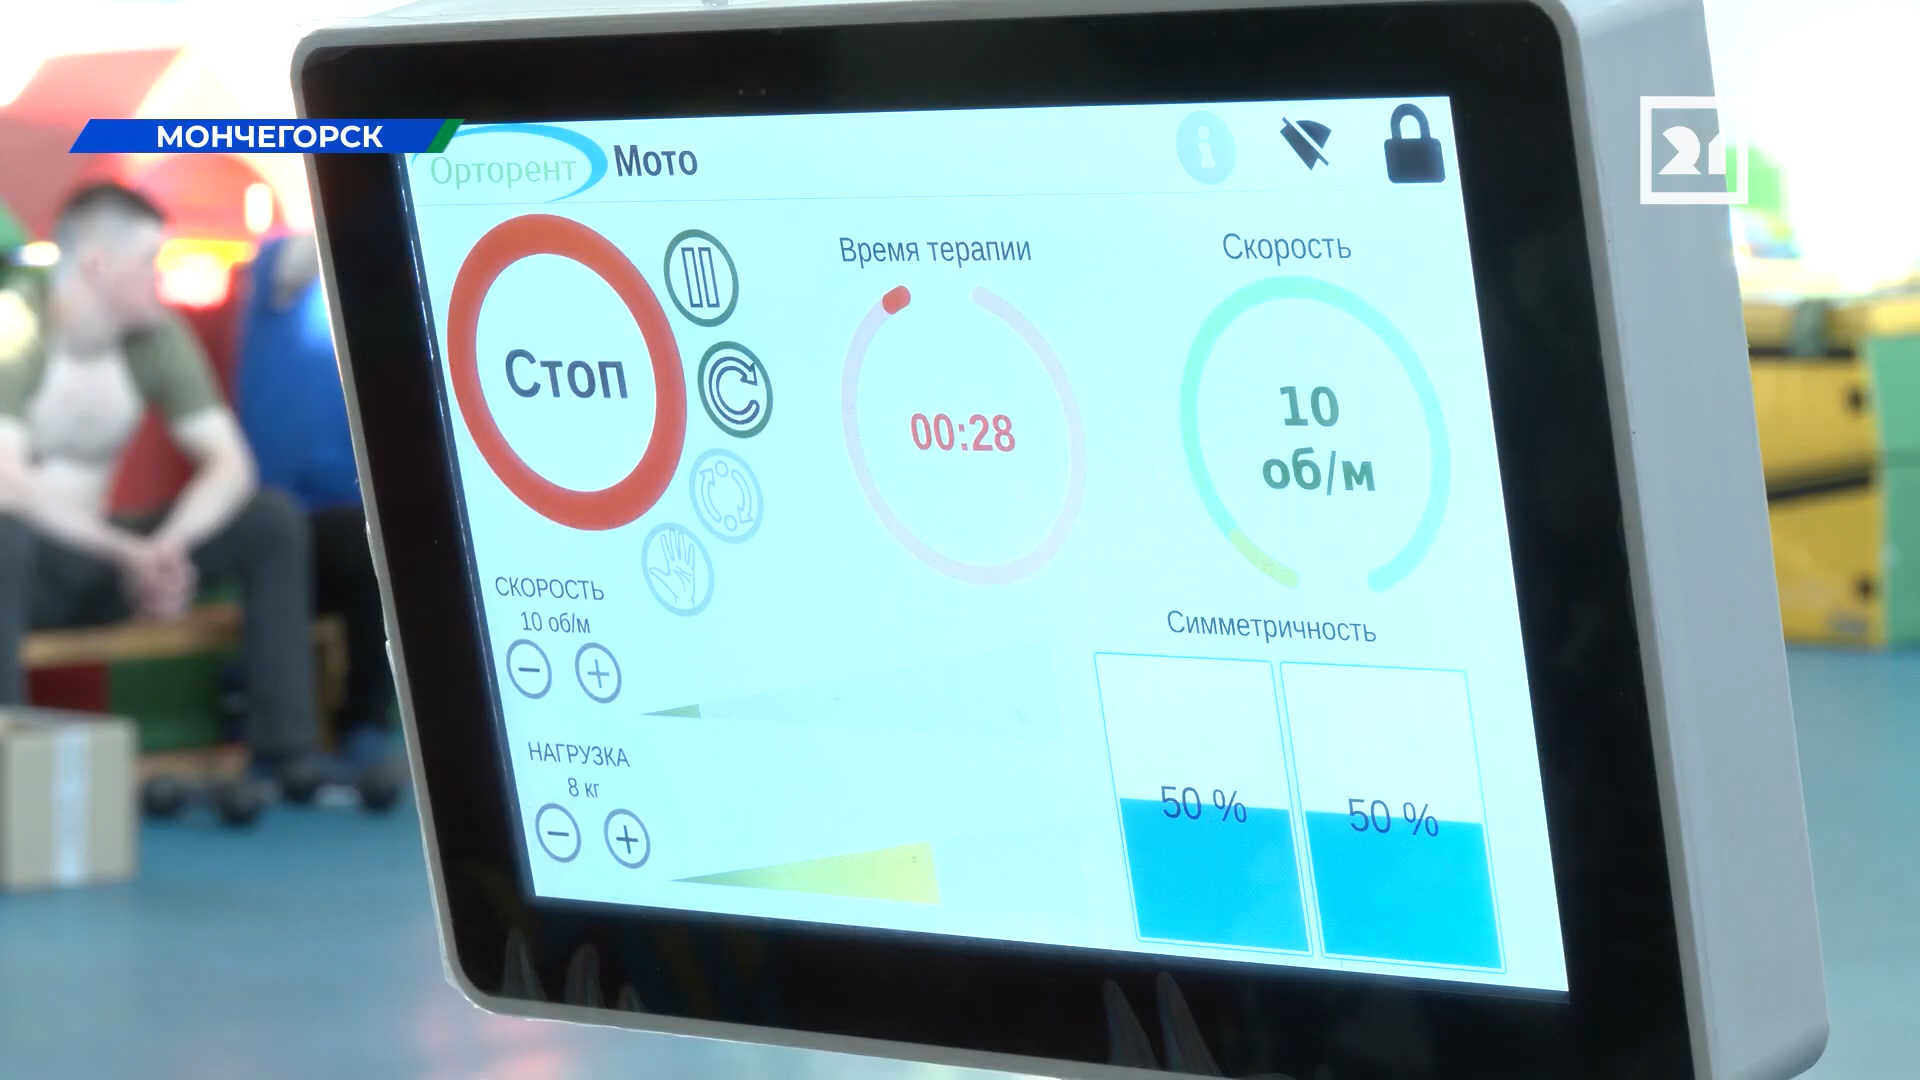 МОНЧЕГОРСК
21
Орторент Мото
Стоп
Время терапии
00:28
Скорость
10
об/м
СКОРОСТЬ
10 об/м
НАГРУЗКА
8 кг
Симметричность
50 %
50 %